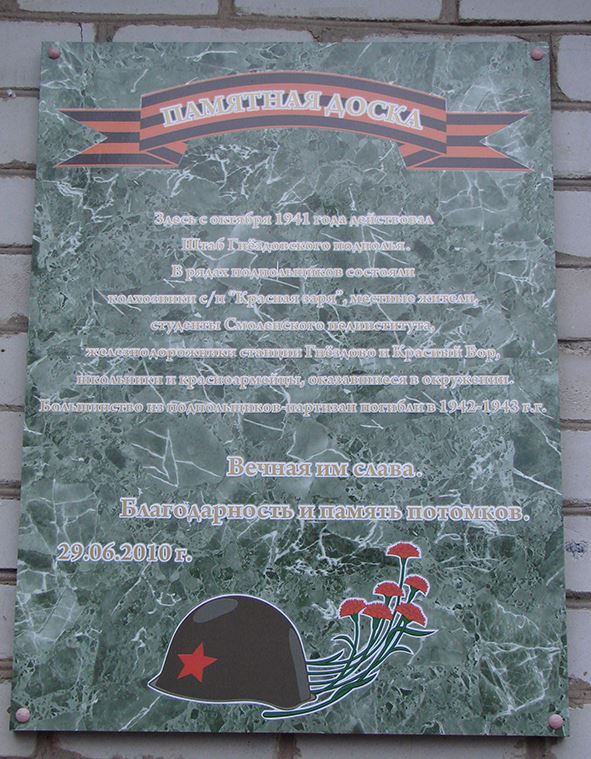 ПАМЯТНАЯ ДОСКА
Здесь с октября 1941 года действовал
Штаб Гнёздовского подполья.
В рядах подпольщиков состояли
колхозники с/п "Красная заря", местные жители,
студенты Смоленского пединститута,
железнодорожники станции Гнёздово и Красный Бор,
школьники и красноармейцы, оказавшиеся в окружении.
Большинство из подпольщиков-партизан погибли в 1942-1943 г.г.
Вечная им слава.
Благодарность и память потомков.
29.06.2010 г.